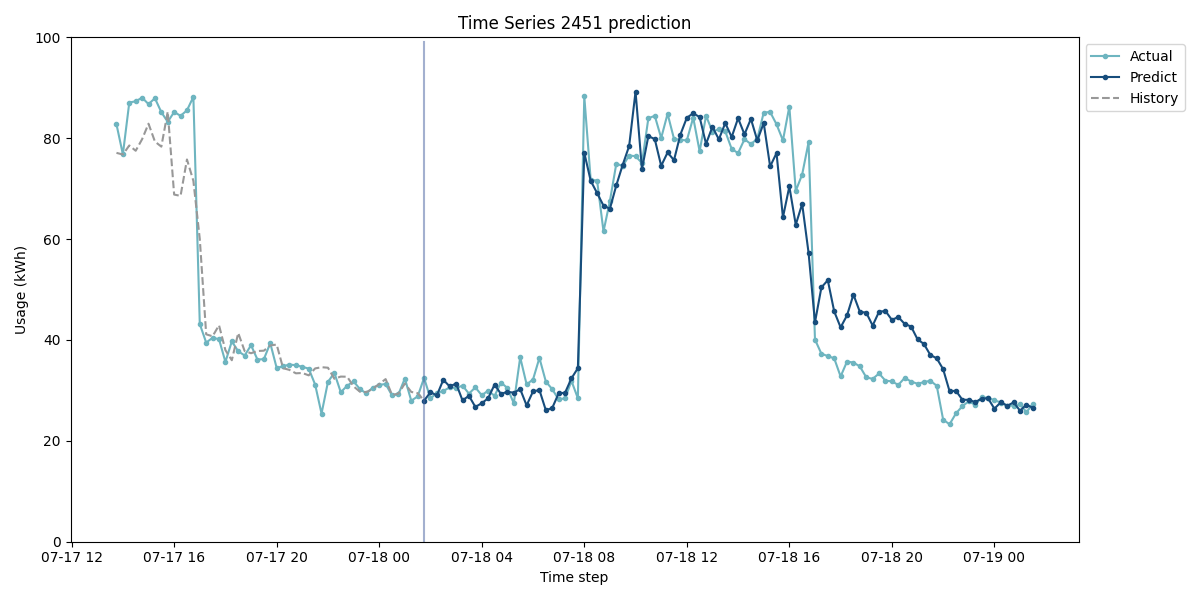 Time Series 2451 prediction
Usage (kWh)
100
80
60
40
20
0
07-17 12
07-17 16
07-17 20
07-18 00
07-18 04
07-18 08
07-18 12
07-18 16
07-18 20
07-19 00
Time step
Actual
Predict
History